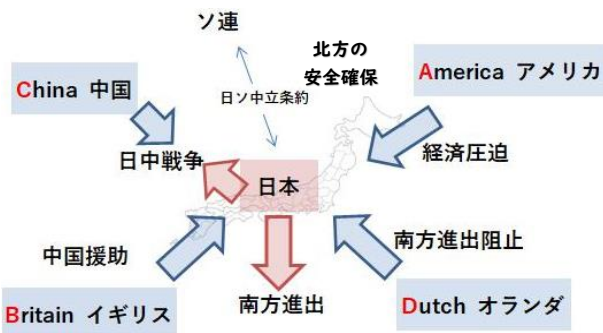 ソ連
北方の
安全確保
America アメリカ
China 中国
日ソ中立条約
日中戦争
経済圧迫
日本
中国援助
南方進出阻止
南方進出
Britain イギリス
Dutch オランダ